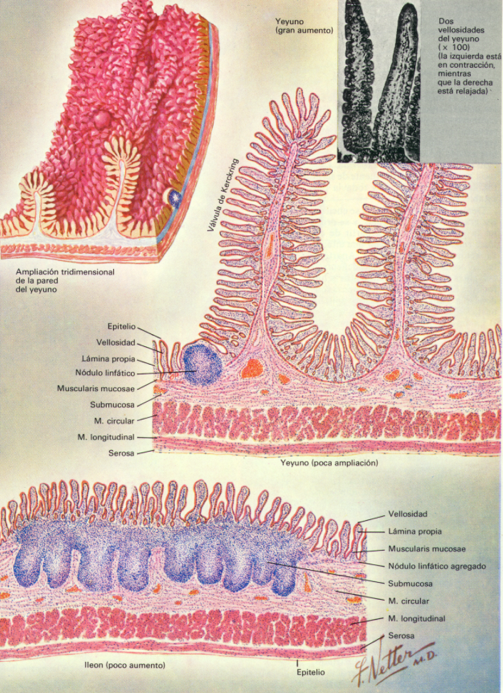 Yeyuno
(gran aumento)
Dos
vellosidades
del yeyuno
(× 100)
(la izquierda está
en contracción,
mientras
que la derecha
está relajada)
Válvula de Kerckring
Ampliación tridimensional
de la pared
del yeyuno
Epitelio
Vellosidad
Lámina propia
Nódulo linfático
Muscularis mucosae
Submucosa
M. circular
M. longitudinal
Serosa
Yeyuno (poca ampliación)
Vellosidad
Lámina propia
Muscularis mucosae
Nódulo linfático agregado
Submucosa
M. circular
M. longitudinal
Serosa
Ileon (poco aumento)
Epitelio
F. Netter M.D.